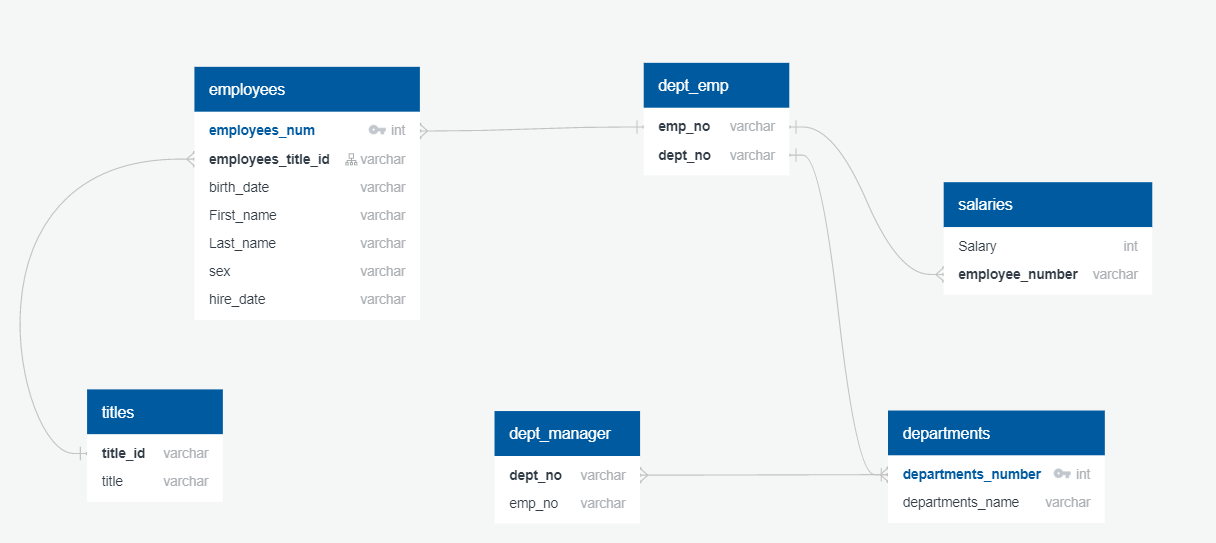 employees
employees_num int
employees_title_id varchar
birth_date varchar
First_name varchar
Last_name varchar
sex varchar
hire_date varchar
dept_emp
emp_no varchar
dept_no varchar
salaries
Salary int
employee_number varchar
titles
title_id varchar
title varchar
dept_manager
dept_no varchar
emp_no varchar
departments
departments_number int
departments_name varchar